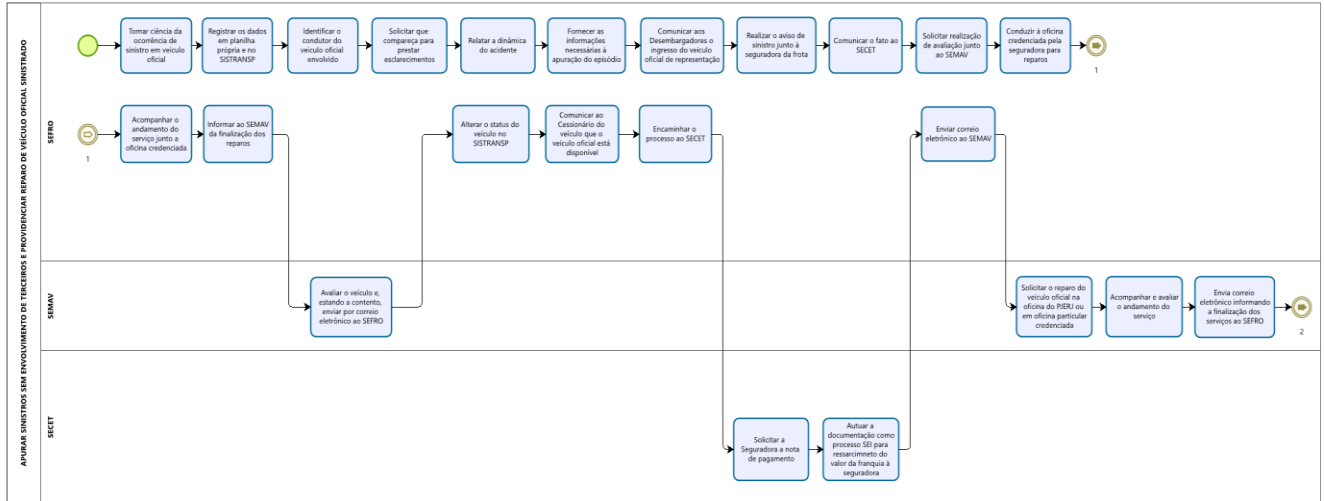 APURAR SINISTROS SEM ENVOLVIMENTO DE TERCEIROS E PROVIDENCIAR REPARO DE VEÍCULO OFICIAL SINISTRADO
SEFRO
Tomar ciência da
ocorrência de
sinistro em veículo
oficial
Registrar os dados
em planilha
própria e no
SISTRANSP
Identificar o
condutor do
veículo oficial
envolvido
Solicitar que
compareça para
prestar
esclarecimentos
Relatar a dinâmica
do acidente
Fornecer as
informações
necessárias à
apuração do episódio
Comunicar aos
Desembargadores o
ingresso do veículo
oficial de representação
Realizar o aviso de
sinistro junto à
seguradora da frota
Comunicar o fato ao
SECET
Solicitar realização
de avaliação junto
ao SEMAV
Conduzir à oficina
credenciada pela
seguradora para
reparos
1
1
Acompanhar o
andamento do
serviço junto a
oficina credenciada
Informar ao SEMAV
da finalização dos
reparos
Alterar o status do
veículo no
SISTRANSP
Comunicar ao
Cessionário do
veículo que o
veículo oficial está
disponível
Encaminhar o
processo ao SECET
Enviar correio
eletrônico ao SEMAV
SEMAV
Avaliar o veículo e,
estando a contento,
enviar por correio
eletrônico ao SEFRO
Solicitar o reparo do
veículo oficial na
oficina do PJERJ ou
em oficina particular
credenciada
Acompanhar e avaliar
o andamento do
serviço
Envia correio
eletrônico informando
a finalização dos
serviços ao SEFRO
2
SECET
Solicitar a
Seguradora a nota
de pagamento
Autuar a
documentação como
processo SEI para
ressarcimneto do
valor da franquia à
seguradora